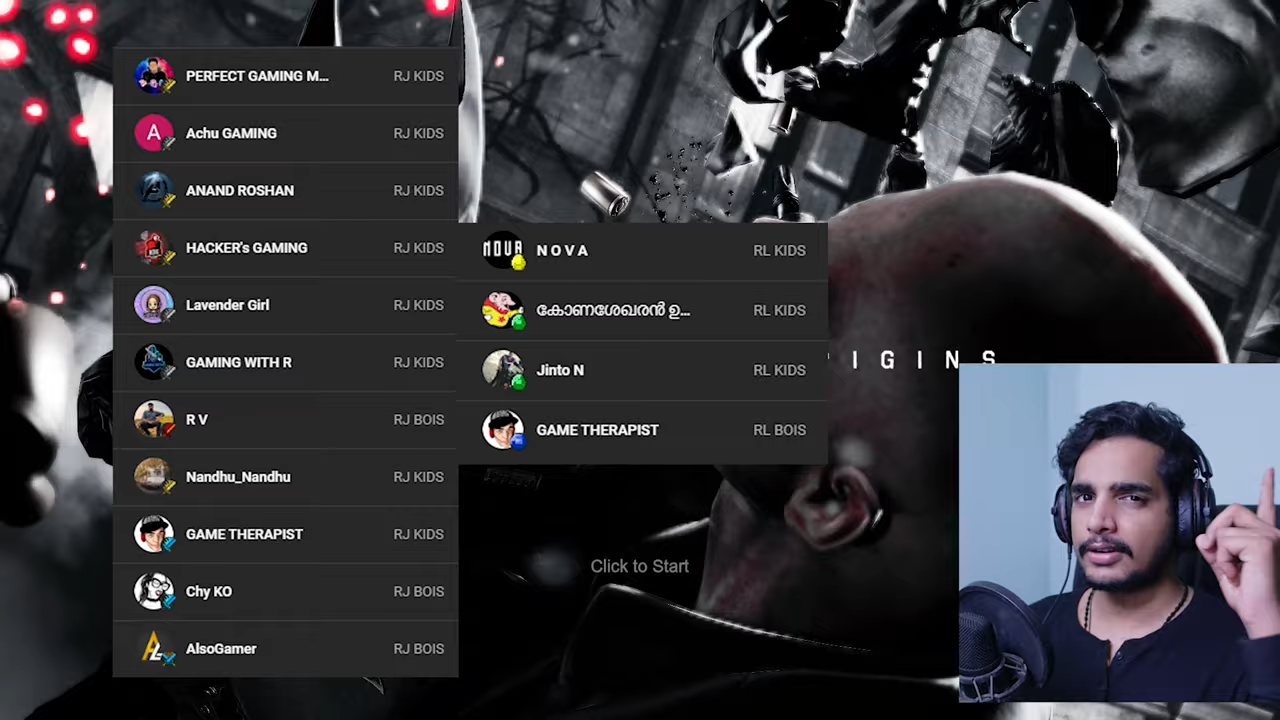 PERFECT GAMING M... RJ KIDS
A Achu GAMING RJ KIDS
ANAND ROSHAN RJ KIDS
HACKER's GAMING RJ KIDS
Lavender Girl RJ KIDS
GAMING WITH R RJ KIDS
R V RJ BOIS
Nandhu_Nandhu RJ KIDS
GAME THERAPIST RJ KIDS
Chy KO RJ BOIS
AlsoGamer RJ BOIS
NOVA N O V A RL KIDS
കോണശേഖരൻ ഉ... RL KIDS
Jinto N RL KIDS
GAME THERAPIST RL BOIS
IGINS
Click to Start